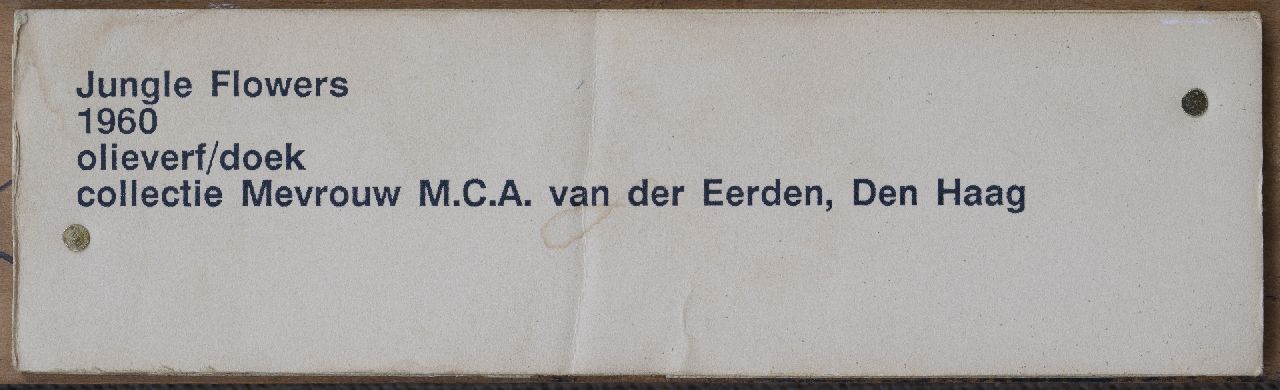 Jungle Flowers
1960
olieverf/doek
collectie Mevrouw M.C.A. van der Eerden, Den Haag